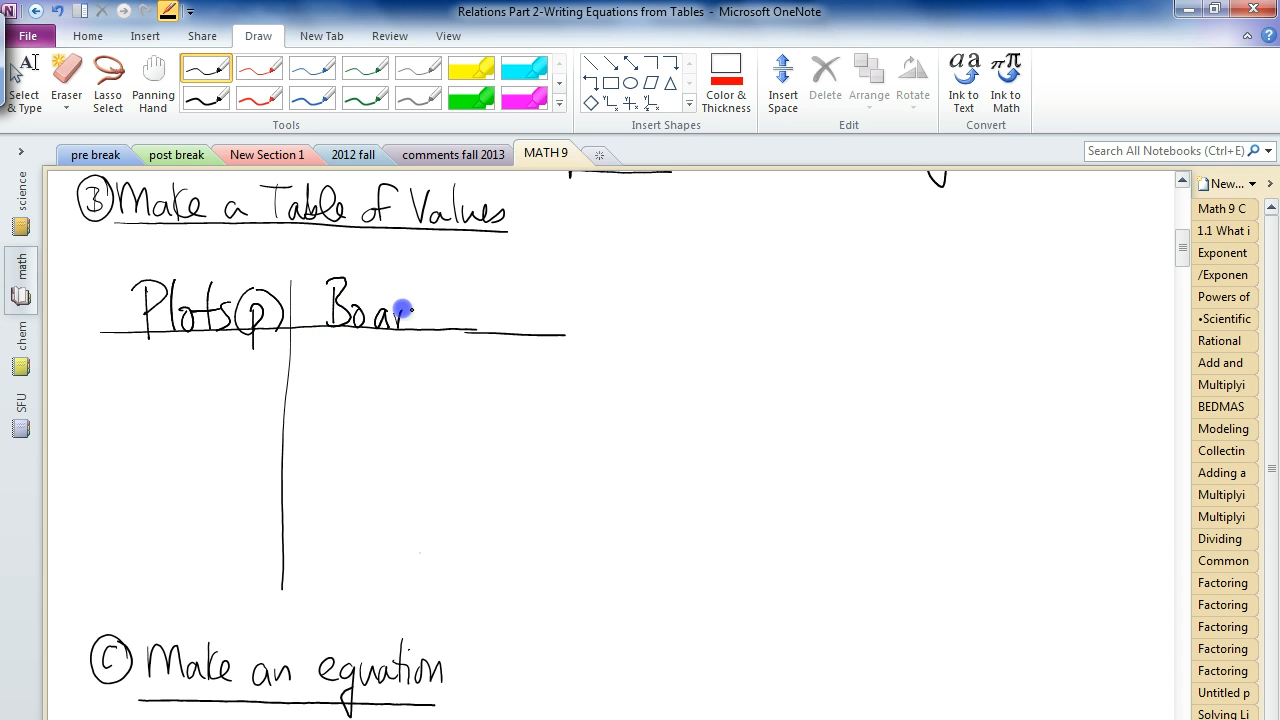 Relations Part 2-Writing Equations from Tables - Microsoft OneNote
File Home Insert Share Draw New Tab Review View
Select & Type
Eraser
Lasso Select
Panning Hand
Color & Thickness
Insert Space
Delete
Arrange
Rotate
Ink to Text
Ink to Math
Tools Insert Shapes Edit Convert
pre break post break New Section 1 2012 fall comments fall 2013 MATH 9
Search All Notebooks (Ctrl+E)
science
math
chem
SFU
B Make a Table of Values
Plots(p) Boar
C Make an equation
New...
Math 9 C
1.1 What i
Exponent
/Exponen
Powers of
•Scientific
Rational
Add and
Multiplyi
BEDMAS
Modeling
Collectin
Adding a
Multiplyi
Multiplyi
Dividing
Common
Factoring
Factoring
Factoring
Factoring
Factoring
Untitled p
Solving Li